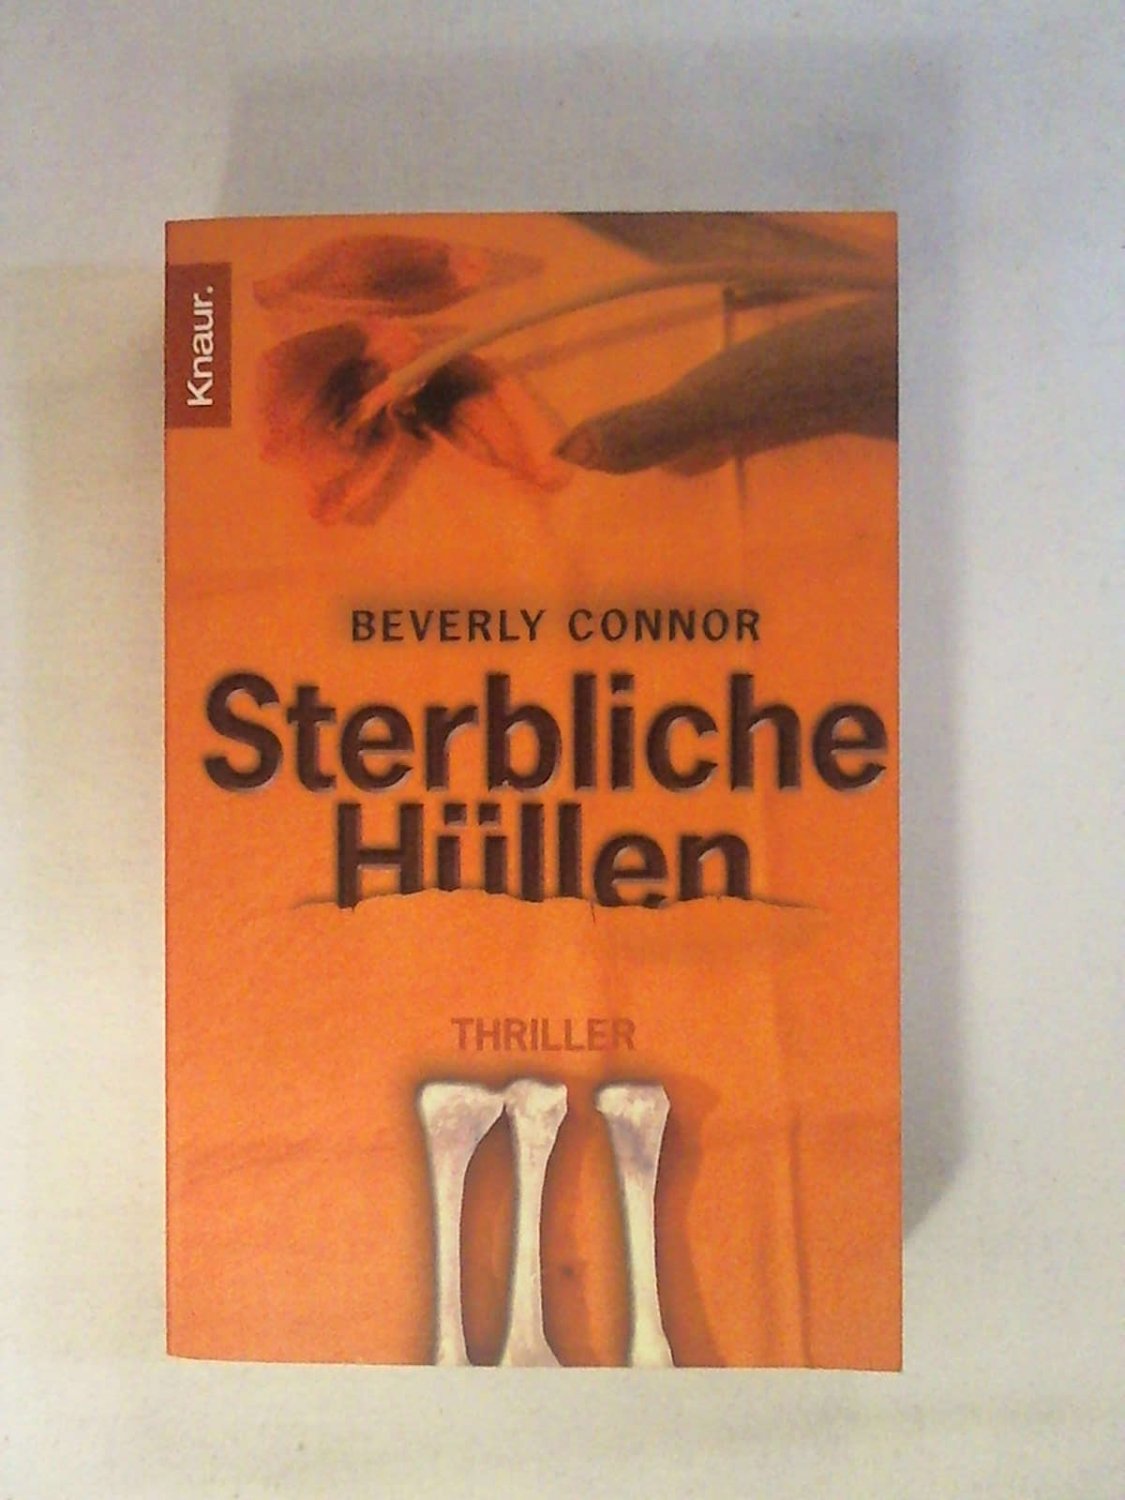 Knaur.
BEVERLY CONNOR
Sterbliche
Hüllen
THRILLER